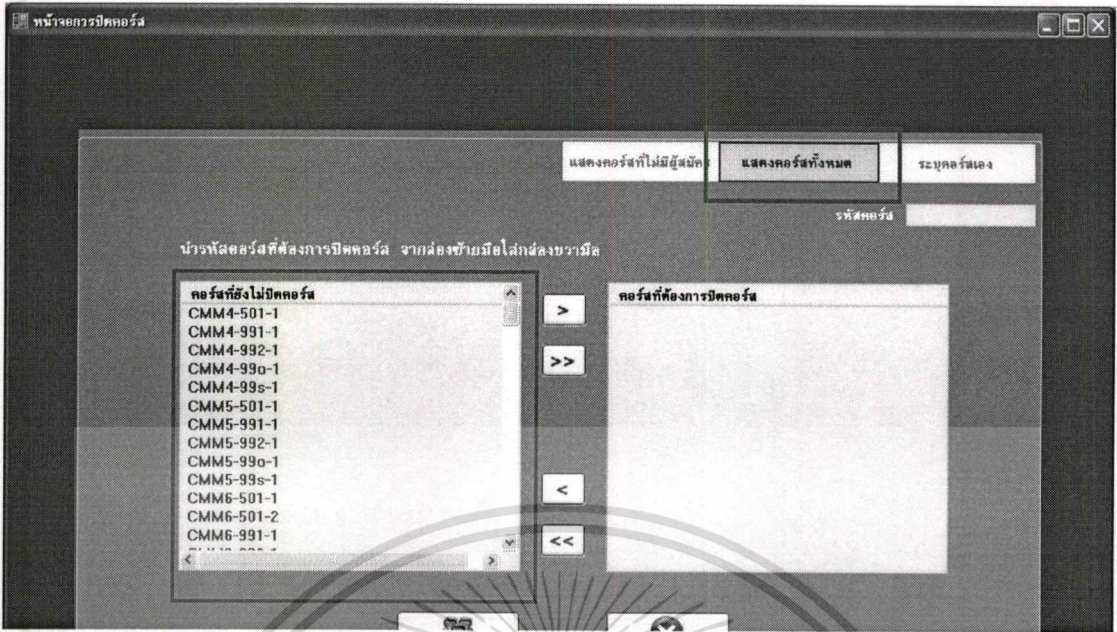 หน้าจอการปิดคอร์ส
แสดงคอร์สที่ไม่มีผู้สมัคร
แสดงคอร์สทั้งหมด
ระบุคอร์สเอง
รหัสคอร์ส
นำรหัสคอร์สที่ต้องการปิดคอร์ส จากล่องซ้ายมือใส่กล่องขวามือ
คอร์สที่ยังไม่ปิดคอร์ส
CMM4-501-1
CMM4-991-1
CMM4-992-1
CMM4-99o-1
CMM4-99s-1
CMM5-501-1
CMM5-991-1
CMM5-992-1
CMM5-99o-1
CMM5-99s-1
CMM6-501-1
CMM6-501-2
CMM6-991-1
>
>>
<
<<
คอร์สที่ต้องการปิดคอร์ส